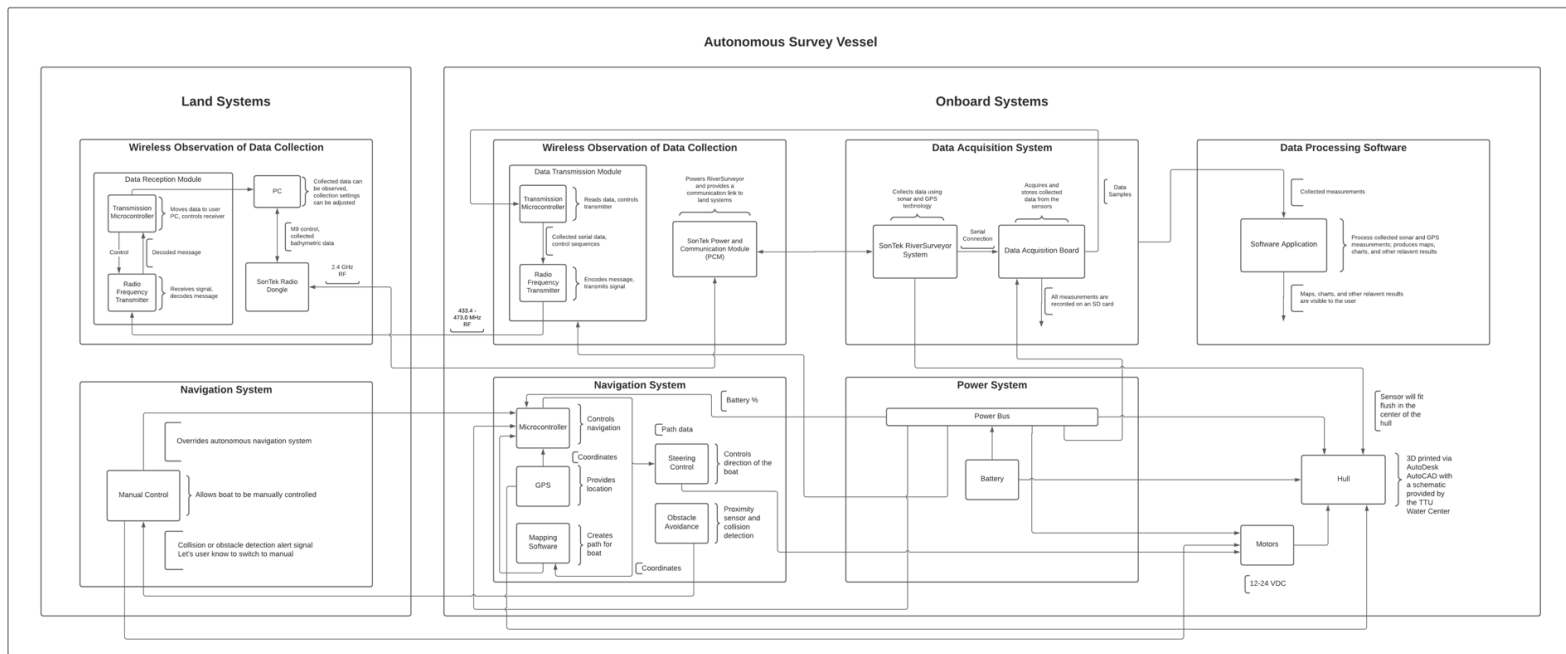 Autonomous Survey Vessel
Land Systems
Wireless Observation of Data Collection
Data Reception Module
Transmission
Microcontroller
Moves data to user
PC, controls receiver
Control
Decoded message
Radio
Frequency
Transmitter
Receives signal,
decodes message
PC
Collected data can
be observed,
collection settings
can be adjusted
M9 control,
collected
bathymetric data
SonTek Radio
Dongle
2.4 GHz
RF
Navigation System
Overrides autonomous navigation system
Manual Control
Allows boat to be manually controlled
Collision or obstacle detection alert signal
Let's user know to switch to manual
Onboard Systems
Wireless Observation of Data Collection
Data Transmission Module
Transmission
Microcontroller
Reads data, controls
transmitter
Collected serial data,
control sequences
Radio
Frequency
Transmitter
Encodes message,
transmits signal
433.4 -
473.0 MHz
RF
Powers RiverSurveyor
and provides a
communication link to
land systems
SonTek Power and
Communication Module
(PCM)
Data Acquisition System
Collects data using
sonar and GPS
technology
SonTek RiverSurveyor
System
Serial
Connection
Acquires and
stores collected
data from the
sensors
Data Acquisition Board
All measurements are
recorded on an SD card
Data
Samples
Data Processing Software
Collected measurements
Software Application
Process collected sonar and GPS
measurements; produces maps,
charts, and other relavent results
Maps, charts, and other relavent results
are visible to the user
Navigation System
Battery %
Microcontroller
Controls
navigation
Path data
Coordinates
GPS
Provides
location
Steering
Control
Controls
direction of the
boat
Obstacle
Avoidance
Proximity
sensor and
collision
detection
Mapping
Software
Creates
path for
boat
Coordinates
Power System
Power Bus
Battery
Sensor will fit
flush in the
center of the
hull
Hull
3D printed via
AutoDesk
AutoCAD with
a schematic
provided by
the TTU
Water Center
Motors
12-24 VDC